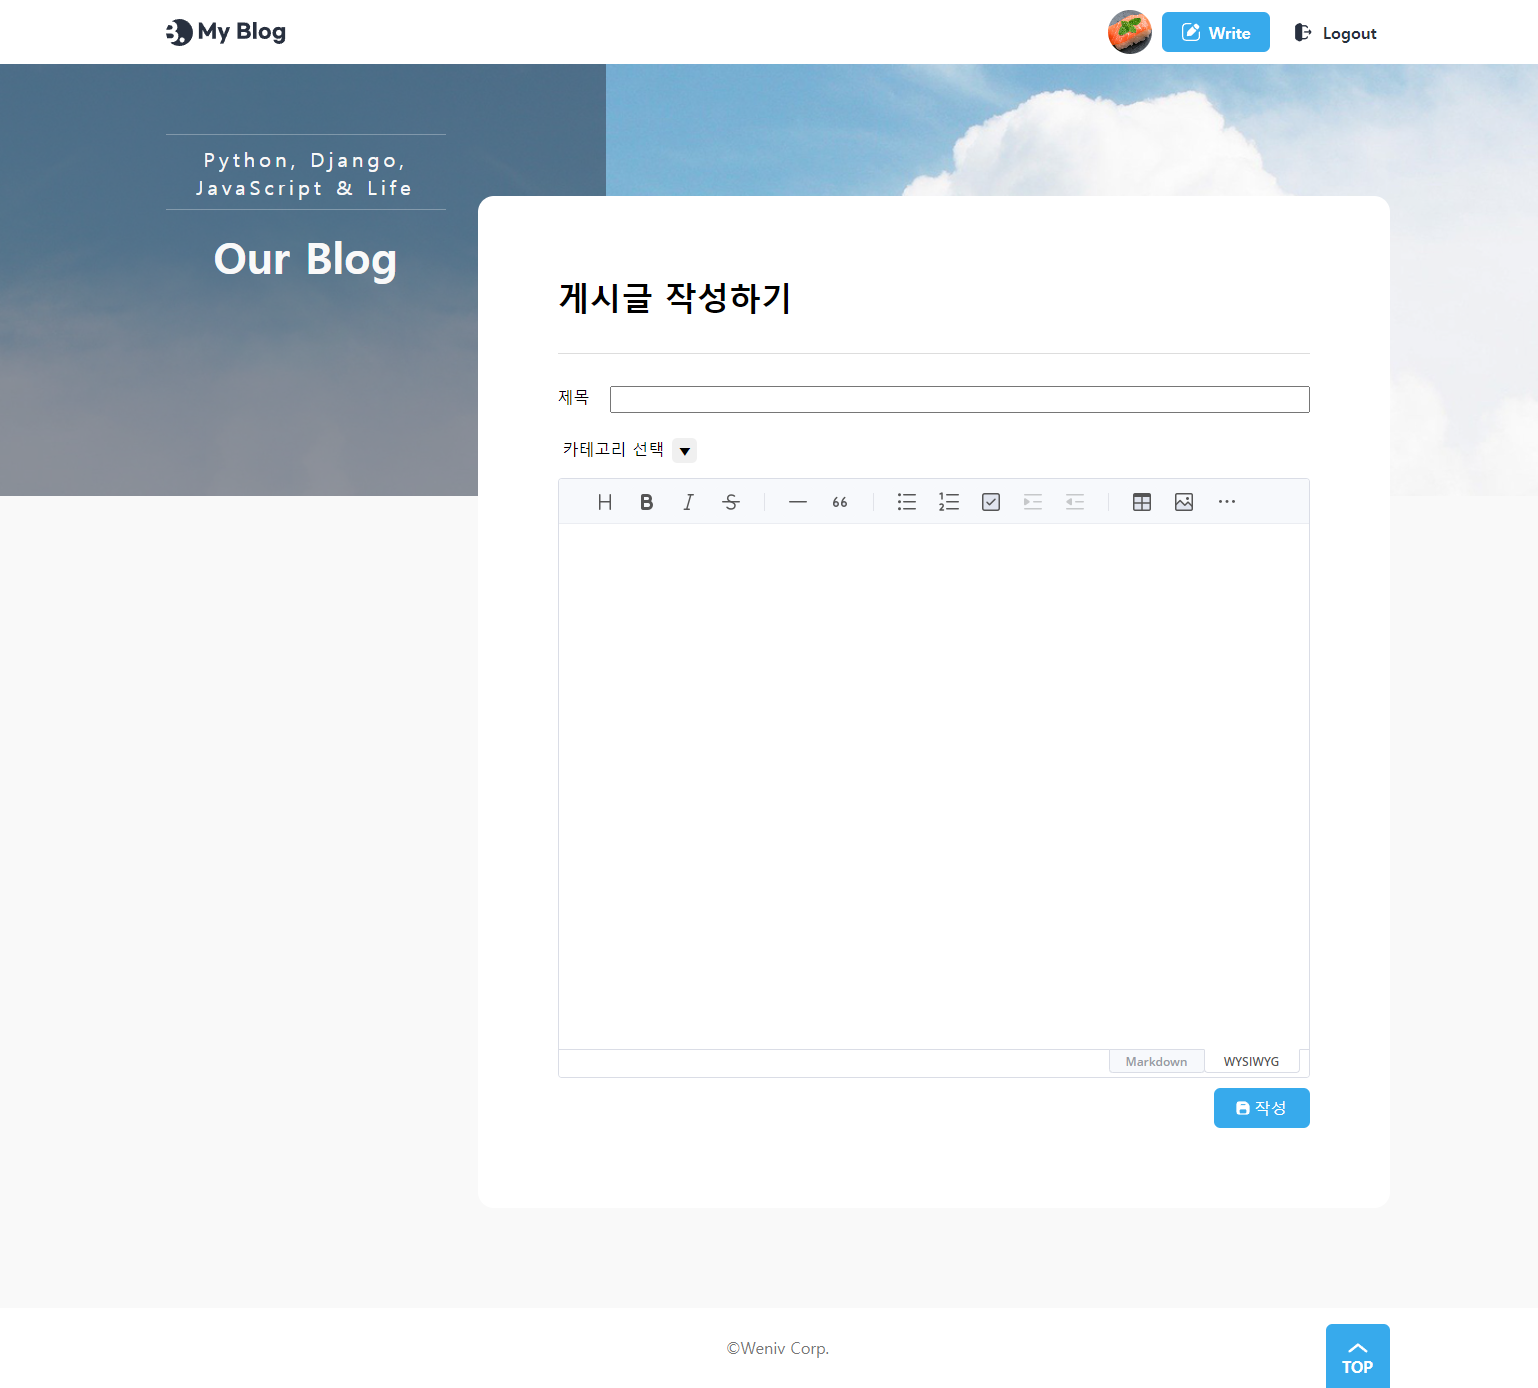 My Blog
Write
Logout
Python, Django,
JavaScript & Life
Our Blog
게시글 작성하기
제목
카테고리 선택
Markdown
WYSIWYG
작성
©Weniv Corp.
TOP